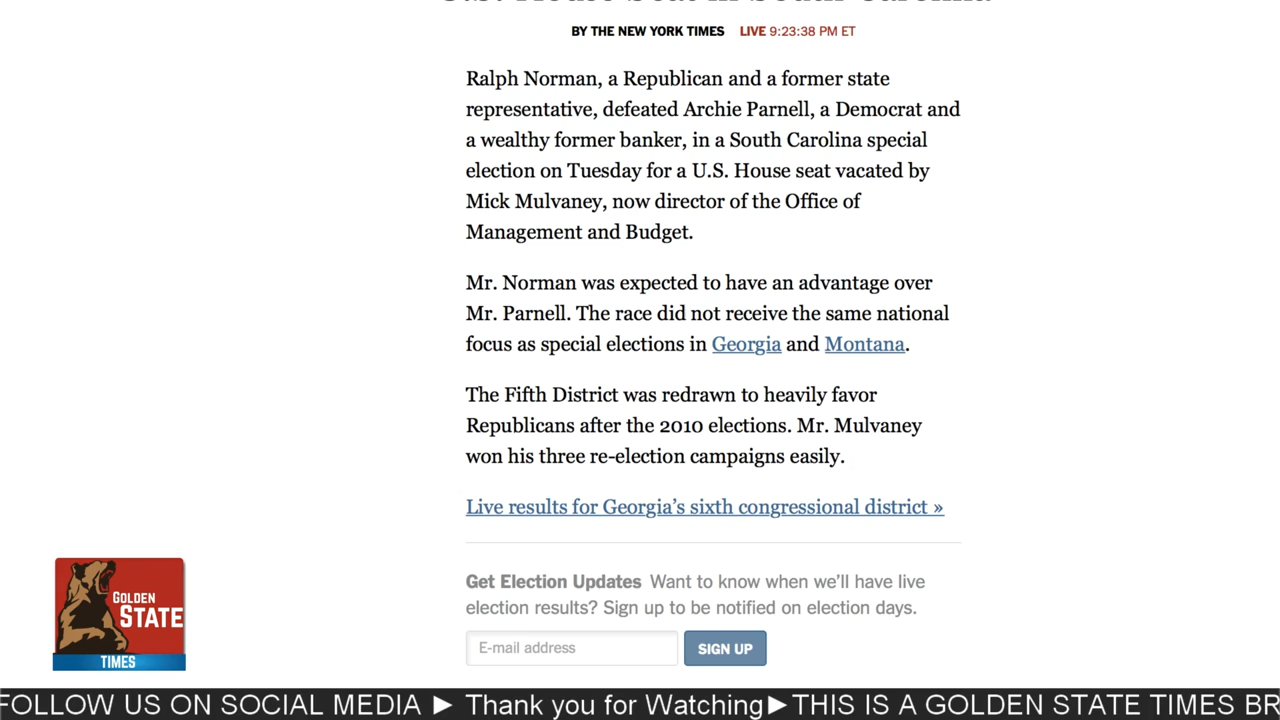 U.S. House Seat in South Carolina
BY THE NEW YORK TIMES LIVE 9:23:38 PM ET
Ralph Norman, a Republican and a former state
representative, defeated Archie Parnell, a Democrat and
a wealthy former banker, in a South Carolina special
election on Tuesday for a U.S. House seat vacated by
Mick Mulvaney, now director of the Office of
Management and Budget.
Mr. Norman was expected to have an advantage over
Mr. Parnell. The race did not receive the same national
focus as special elections in Georgia and Montana.
The Fifth District was redrawn to heavily favor
Republicans after the 2010 elections. Mr. Mulvaney
won his three re-election campaigns easily.
Live results for Georgia’s sixth congressional district »
Get Election Updates Want to know when we’ll have live
election results? Sign up to be notified on election days.
E-mail address SIGN UP
GOLDEN
STATE
TIMES
FOLLOW US ON SOCIAL MEDIA ► Thank you for Watching►THIS IS A GOLDEN STATE TIMES BR